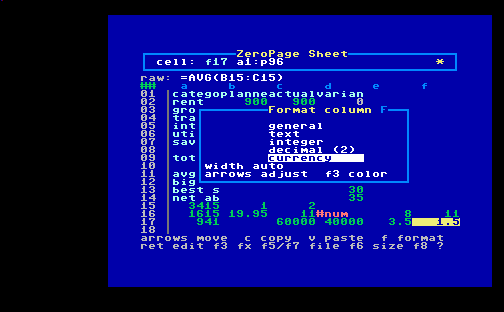 ZeroPage Sheet
cell: f17 a1:p96 *
raw: =AVG(B15:C15)
## a b c d e f
01 categoplanneactualvarian
02 rent 900 900 0
03 gro Format column F
04 tra general
05 int text
06 uti integer
07 sav decimal (2)
08 currency
09 tot width auto
10 arrows adjust f3 color
11 avg
12 big
13 best s 30
14 net ab 35
15 3415 1 2
16 1615 19.95 11#num 8 11
17 941 60000 40000 3.5 1.5
18
arrows move c copy v paste f format
ret edit f3 fx f5/f7 file f6 size f8 ?